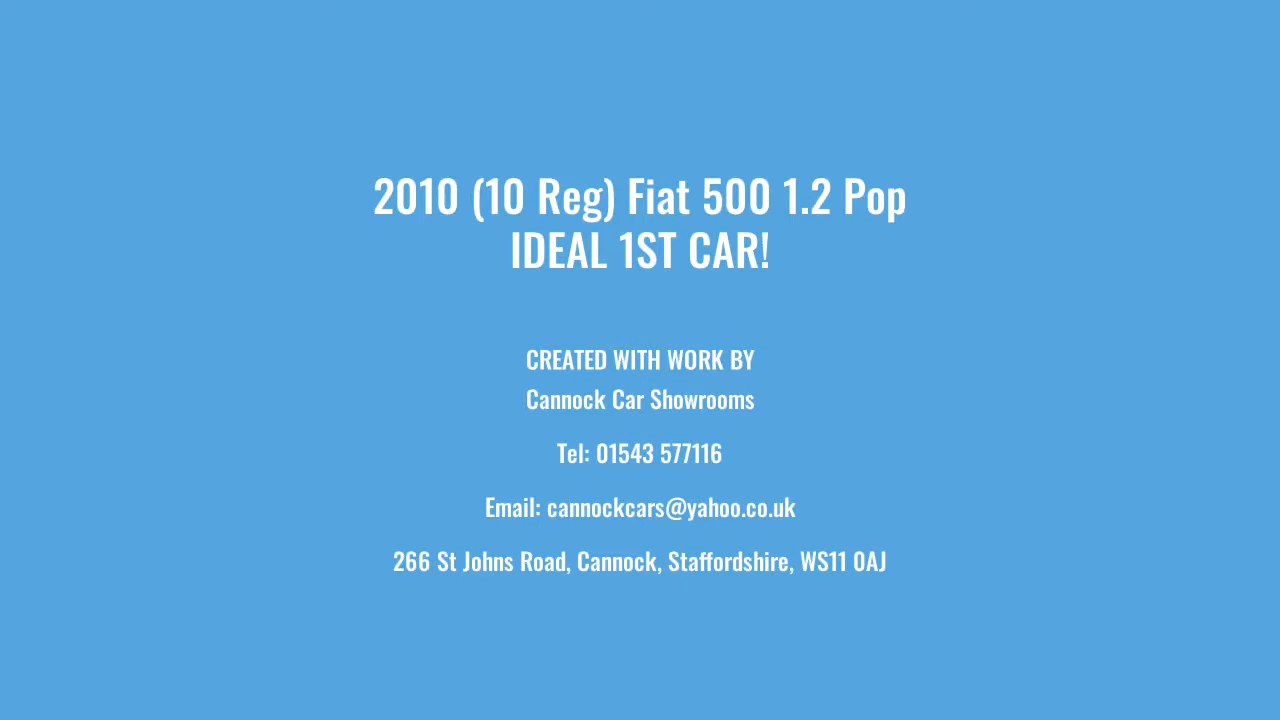 2010 (10 Reg) Fiat 500 1.2 Pop
IDEAL 1ST CAR!
CREATED WITH WORK BY
Cannock Car Showrooms
Tel: 01543 577116
Email: cannockcars@yahoo.co.uk
266 St Johns Road, Cannock, Staffordshire, WS11 0AJ